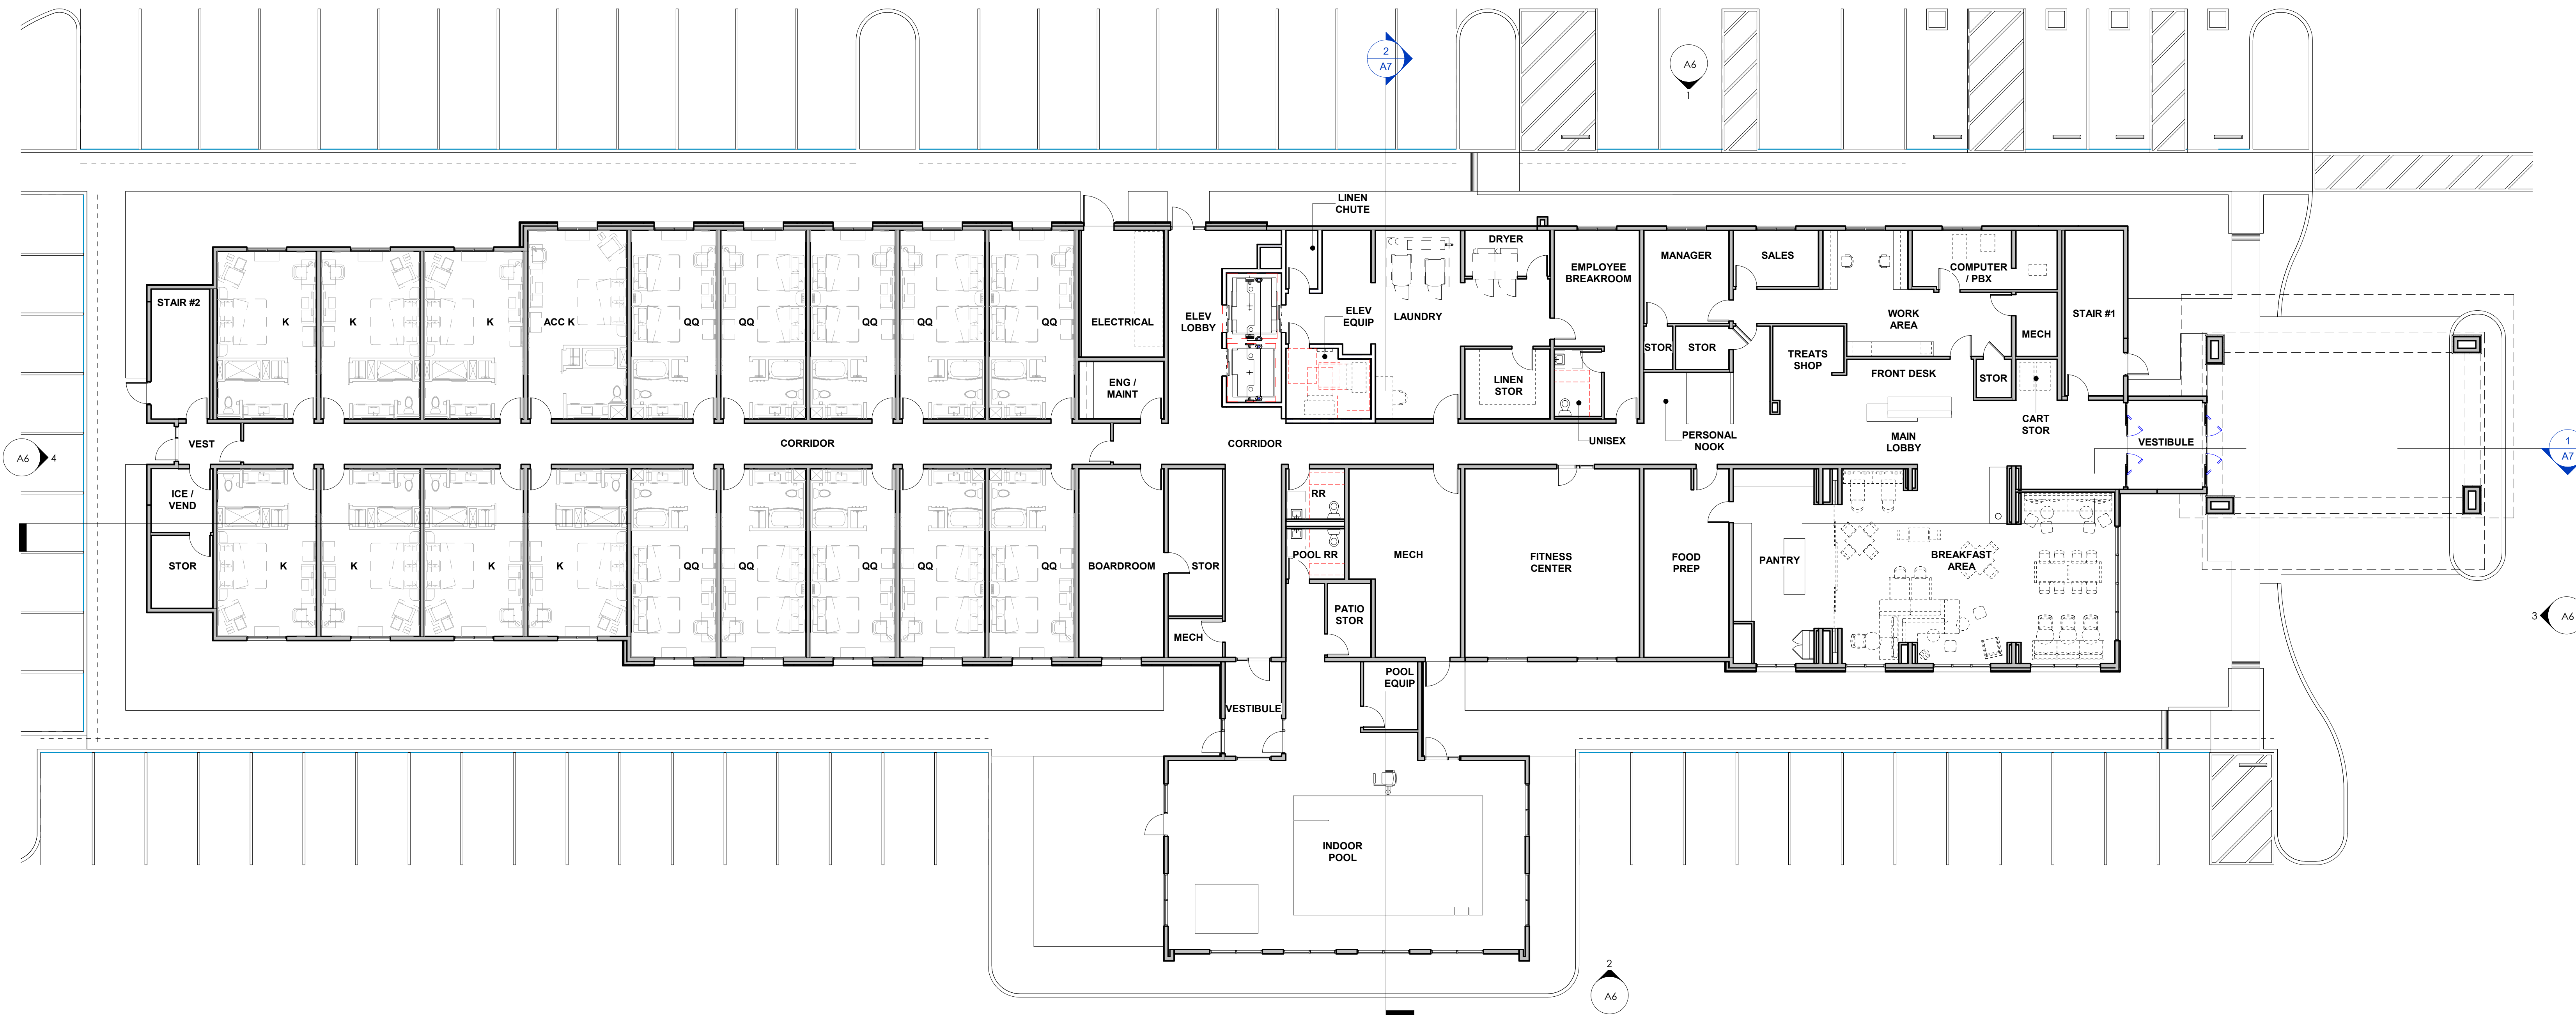 2
A7
A6
1
LINEN
CHUTE
DRYER
EMPLOYEE
BREAKROOM
MANAGER
SALES
COMPUTER
/ PBX
STAIR #2
K
K
K
ACC K
QQ
QQ
QQ
QQ
QQ
ELECTRICAL
ELEV
LOBBY
ELEV
EQUIP
LAUNDRY
WORK
AREA
MECH
STAIR #1
STOR
STOR
TREATS
SHOP
FRONT DESK
STOR
ENG /
MAINT
LINEN
STOR
CART
STOR
A6
4
VEST
CORRIDOR
CORRIDOR
UNISEX
PERSONAL
NOOK
MAIN
LOBBY
VESTIBULE
1
A7
ICE /
VEND
RR
STOR
K
K
K
K
QQ
QQ
QQ
QQ
QQ
BOARDROOM
STOR
POOL RR
MECH
FITNESS
CENTER
FOOD
PREP
PANTRY
BREAKFAST
AREA
PATIO
STOR
MECH
3
A6
POOL
EQUIP
VESTIBULE
INDOOR
POOL
2
A6